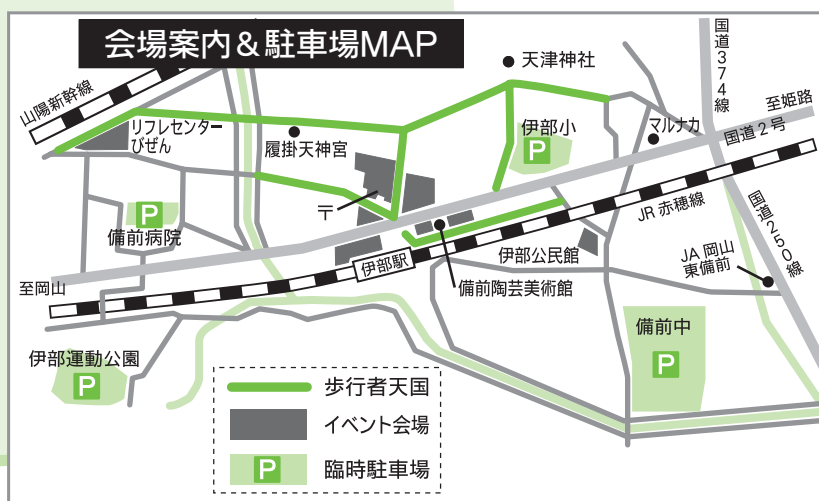 会場案内&駐車場MAP
山陽新幹線
天津神社
国道374線
至姫路
リフレセンター
びぜん
履掛天神宮
伊部小
P
マルナカ
国道2号
〒
P
備前病院
JR赤穂線
国道250線
伊部公民館
伊部駅
JA岡山
東備前
至岡山
備前陶芸美術館
備前中
P
伊部運動公園
P
歩行者天国
イベント会場
P
臨時駐車場